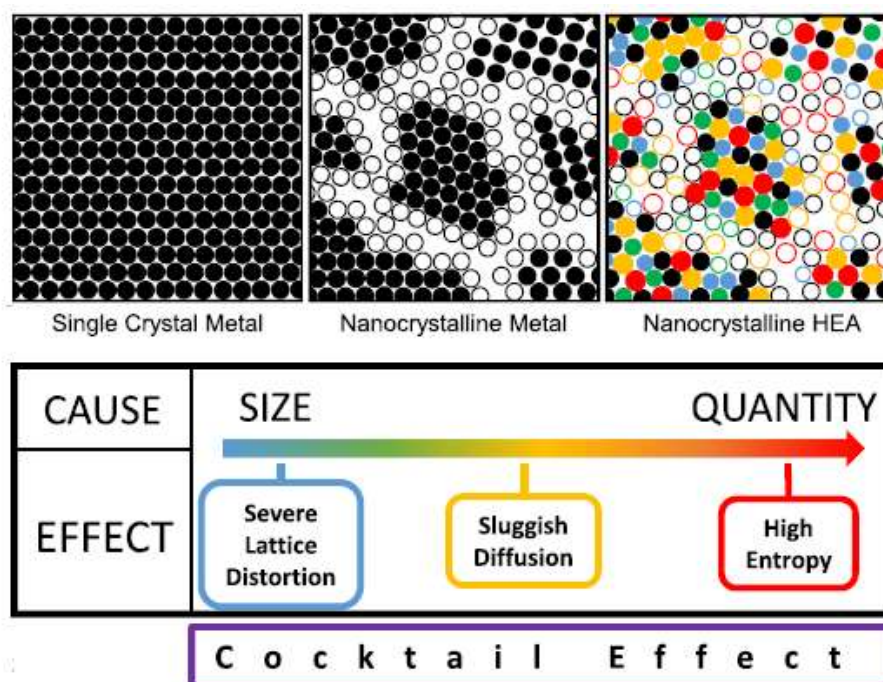 Single Crystal Metal
Nanocrystalline Metal
Nanocrystalline HEA
CAUSE
SIZE
QUANTITY
EFFECT
Severe
Lattice
Distortion
Sluggish
Diffusion
High
Entropy
Cocktail Effect